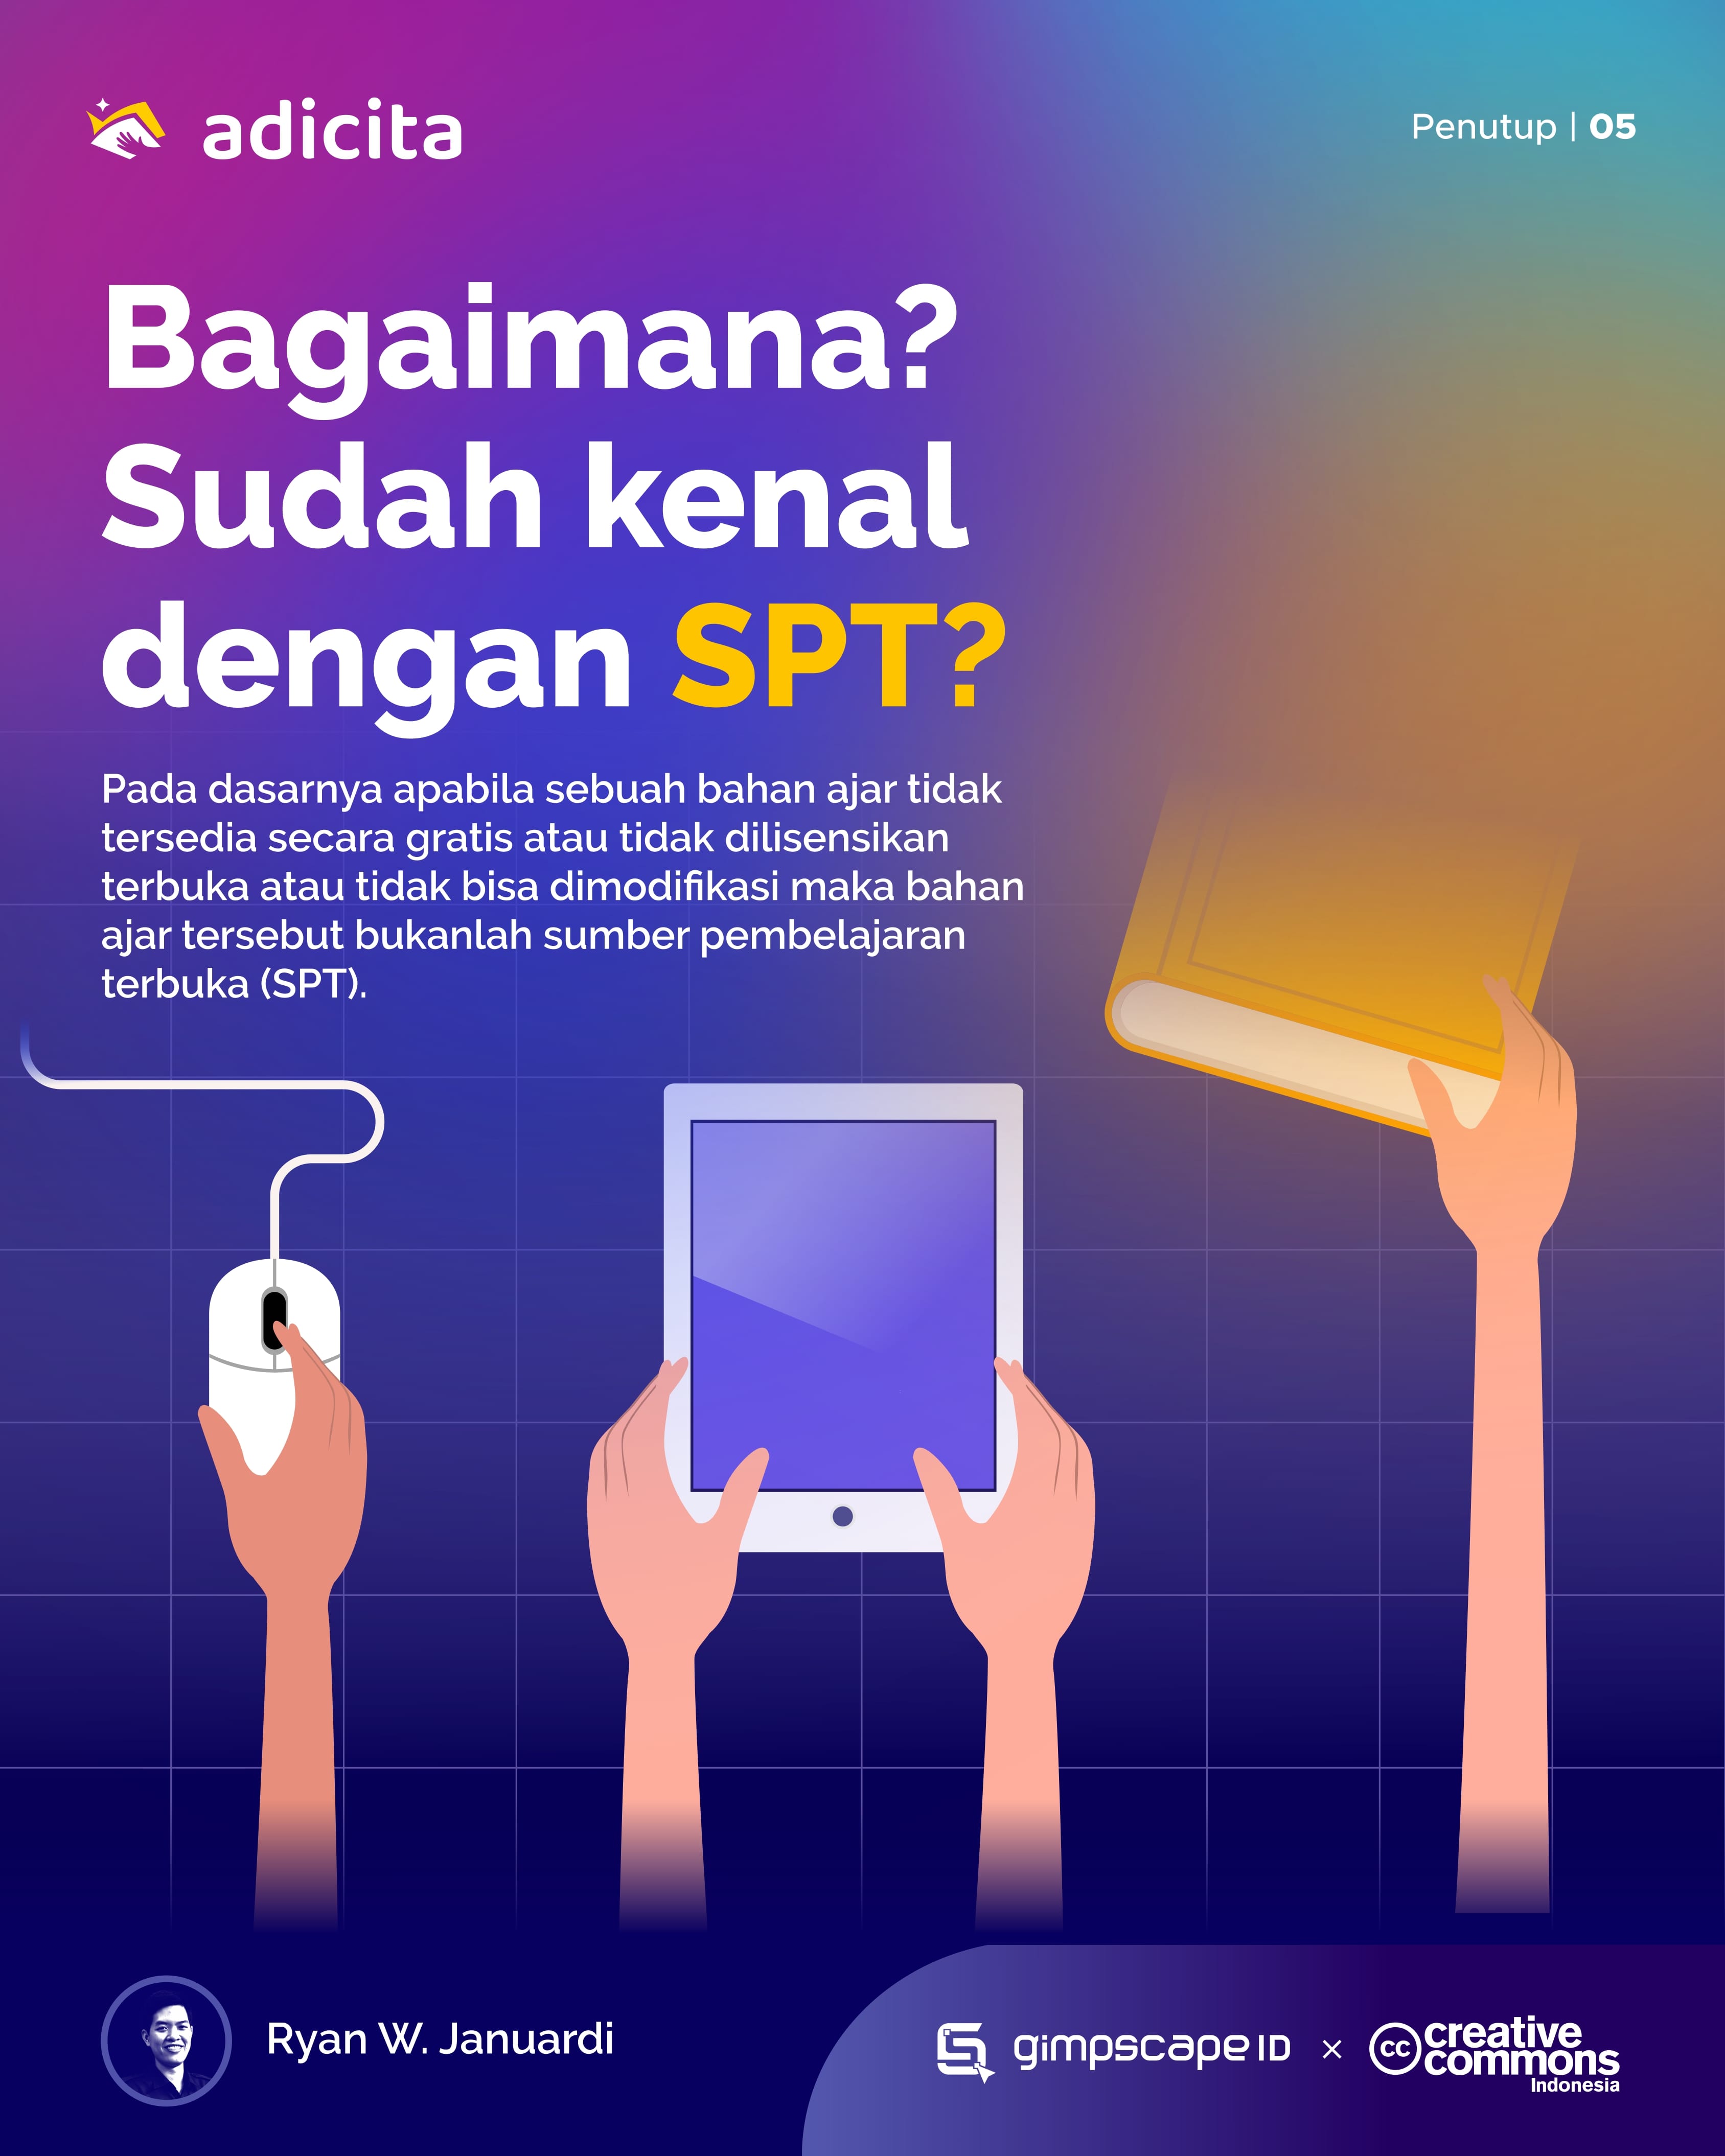 adicita
Penutup | 05
Bagaimana?
Sudah kenal
dengan SPT?
Pada dasarnya apabila sebuah bahan ajar tidak
tersedia secara gratis atau tidak dilisensikan
terbuka atau tidak bisa dimodifikasi maka bahan
ajar tersebut bukanlah sumber pembelajaran
terbuka (SPT).
Ryan W. Januardi
gimpscape ID × cc creative
commons
Indonesia